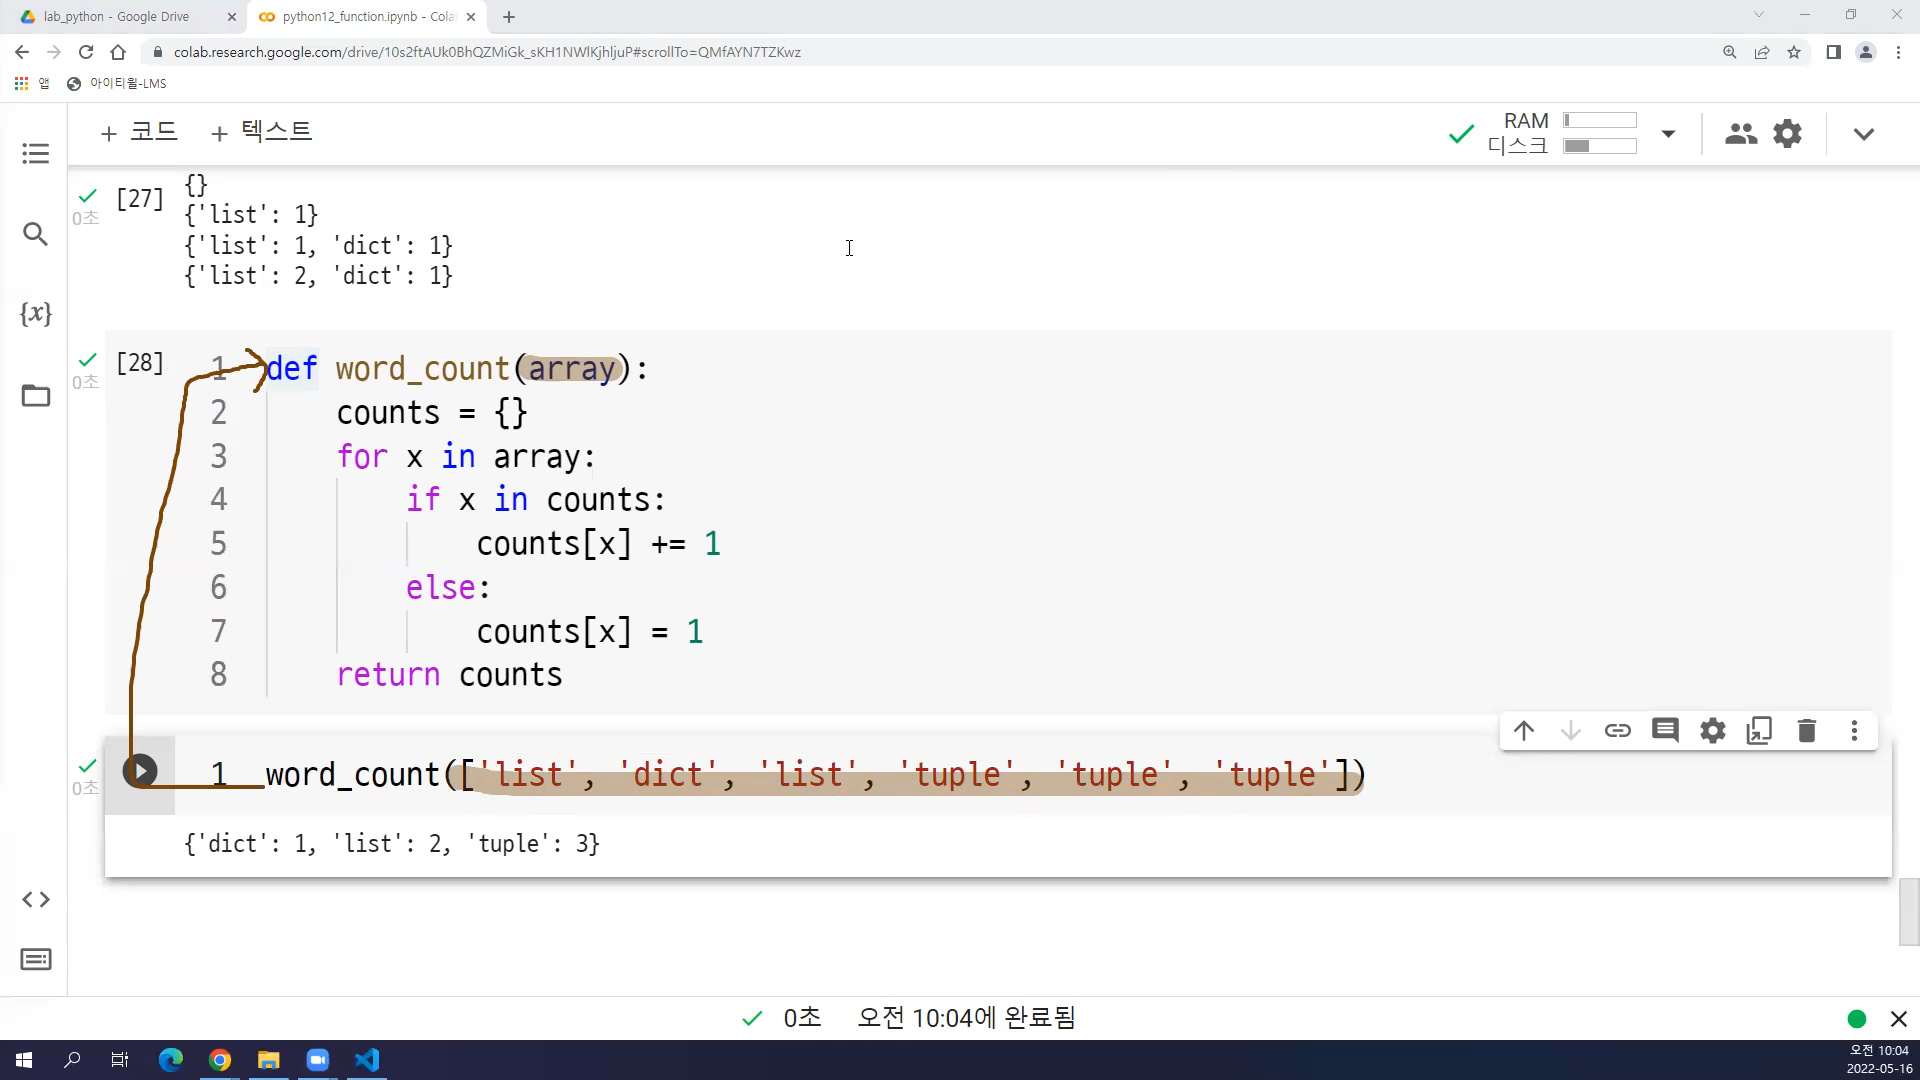 lab_python - Google Drive
python12_function.ipynb - Cola
colab.research.google.com/drive/10s2ftAUk0BhQZMiGk_sKH1NWlKjhljuP#scrollTo=QMfAYN7TZKwz
앱
아이티윌-LMS
+ 코드 + 텍스트
RAM
디스크
[27]
0초
{}
{'list': 1}
{'list': 1, 'dict': 1}
{'list': 2, 'dict': 1}
{x}
[28]
0초
1 def word_count(array):
2 counts = {}
3 for x in array:
4 if x in counts:
5 counts[x] += 1
6 else:
7 counts[x] = 1
8 return counts
0초
1 word_count(['list', 'dict', 'list', 'tuple', 'tuple', 'tuple'])
{'dict': 1, 'list': 2, 'tuple': 3}
0초 오전 10:04에 완료됨
오전 10:04
2022-05-16